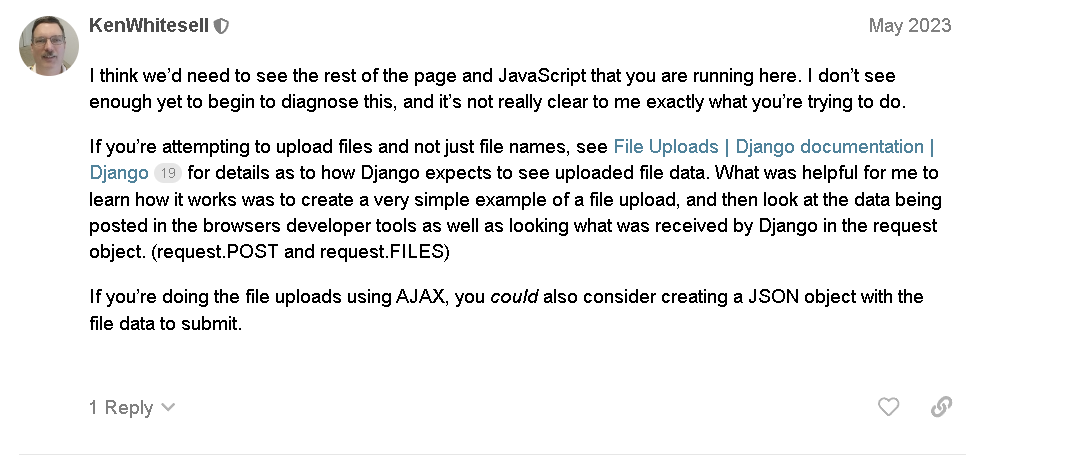 KenWhitesell
May 2023
I think we’d need to see the rest of the page and JavaScript that you are running here. I don’t see
enough yet to begin to diagnose this, and it’s not really clear to me exactly what you’re trying to do.
If you’re attempting to upload files and not just file names, see File Uploads | Django documentation |
Django 19 for details as to how Django expects to see uploaded file data. What was helpful for me to
learn how it works was to create a very simple example of a file upload, and then look at the data being
posted in the browsers developer tools as well as looking what was received by Django in the request
object. (request.POST and request.FILES)
If you’re doing the file uploads using AJAX, you could also consider creating a JSON object with the
file data to submit.
1 Reply